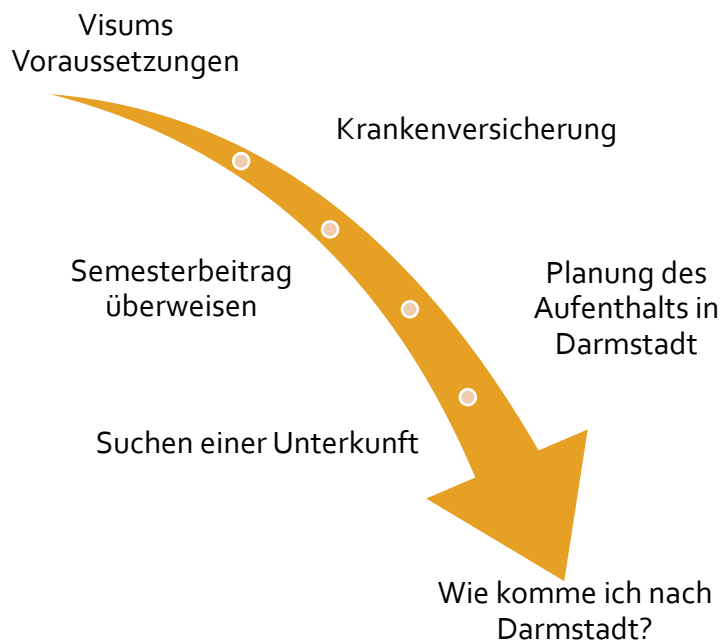 Visums
Voraussetzungen
Krankenversicherung
Semesterbeitrag
überweisen
Planung des
Aufenthalts in
Darmstadt
Suchen einer Unterkunft
Wie komme ich nach
Darmstadt?